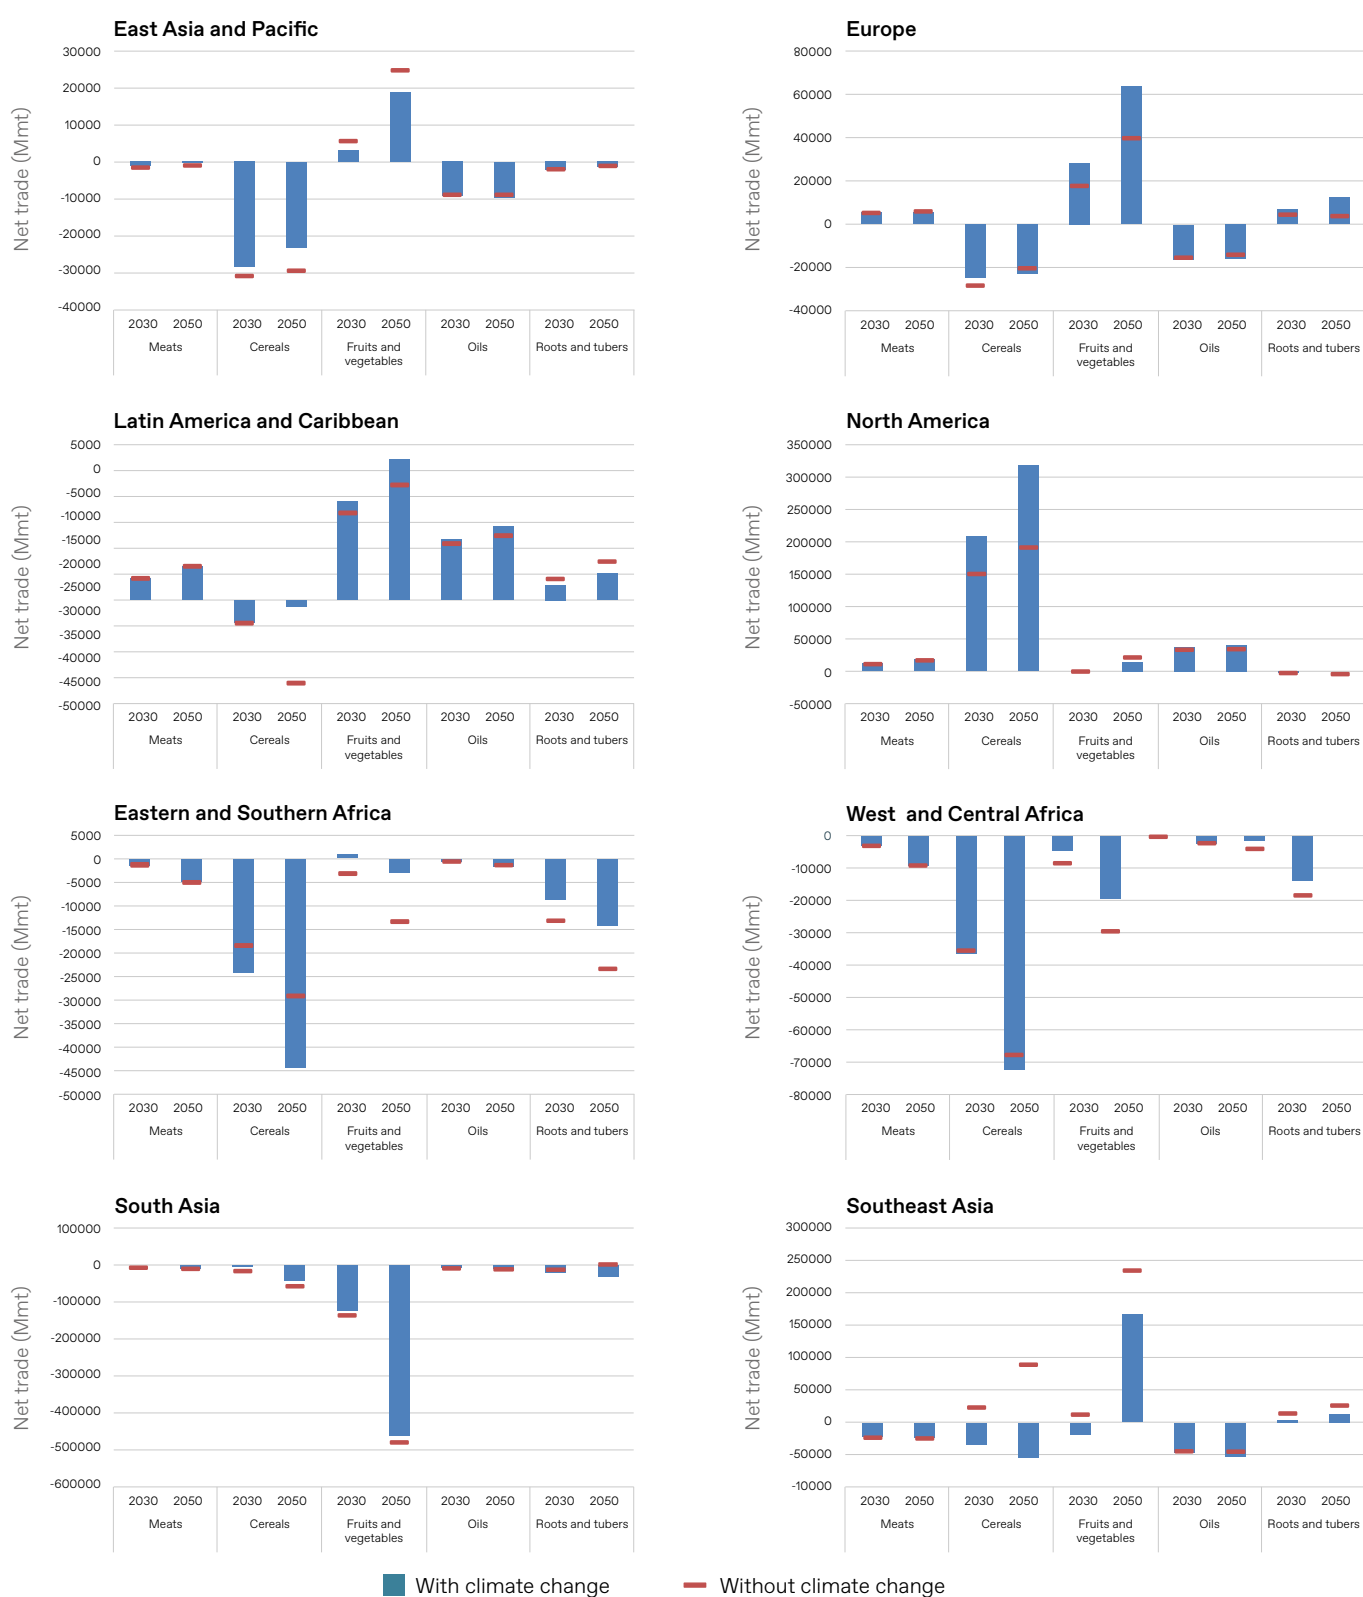 East Asia and Pacific
Net trade (Mmt)
30000
20000
10000
0
-10000
-20000
-30000
-40000
2030 2050 2030 2050 2030 2050 2030 2050 2030 2050
Meats Cereals Fruits and vegetables Oils Roots and tubers
Europe
Net trade (Mmt)
80000
60000
40000
20000
0
-20000
-40000
2030 2050 2030 2050 2030 2050 2030 2050 2030 2050
Meats Cereals Fruits and vegetables Oils Roots and tubers
Latin America and Caribbean
Net trade (Mmt)
5000
0
-5000
-10000
-15000
-20000
-25000
-30000
-35000
-40000
-45000
-50000
2030 2050 2030 2050 2030 2050 2030 2050 2030 2050
Meats Cereals Fruits and vegetables Oils Roots and tubers
North America
Net trade (Mmt)
350000
300000
250000
200000
150000
100000
50000
0
-50000
2030 2050 2030 2050 2030 2050 2030 2050 2030 2050
Meats Cereals Fruits and vegetables Oils Roots and tubers
Eastern and Southern Africa
Net trade (Mmt)
5000
0
-5000
-10000
-15000
-20000
-25000
-30000
-35000
-40000
-45000
-50000
2030 2050 2030 2050 2030 2050 2030 2050 2030 2050
Meats Cereals Fruits and vegetables Oils Roots and tubers
West and Central Africa
Net trade (Mmt)
0
-10000
-20000
-30000
-40000
-50000
-60000
-70000
-80000
2030 2050 2030 2050 2030 2050 2030 2050 2030 2050
Meats Cereals Fruits and vegetables Oils Roots and tubers
South Asia
Net trade (Mmt)
100000
0
-100000
-200000
-300000
-400000
-500000
-600000
2030 2050 2030 2050 2030 2050 2030 2050 2030 2050
Meats Cereals Fruits and vegetables Oils Roots and tubers
Southeast Asia
Net trade (Mmt)
300000
250000
200000
150000
100000
50000
0
-50000
-10000
2030 2050 2030 2050 2030 2050 2030 2050 2030 2050
Meats Cereals Fruits and vegetables Oils Roots and tubers
With climate change Without climate change